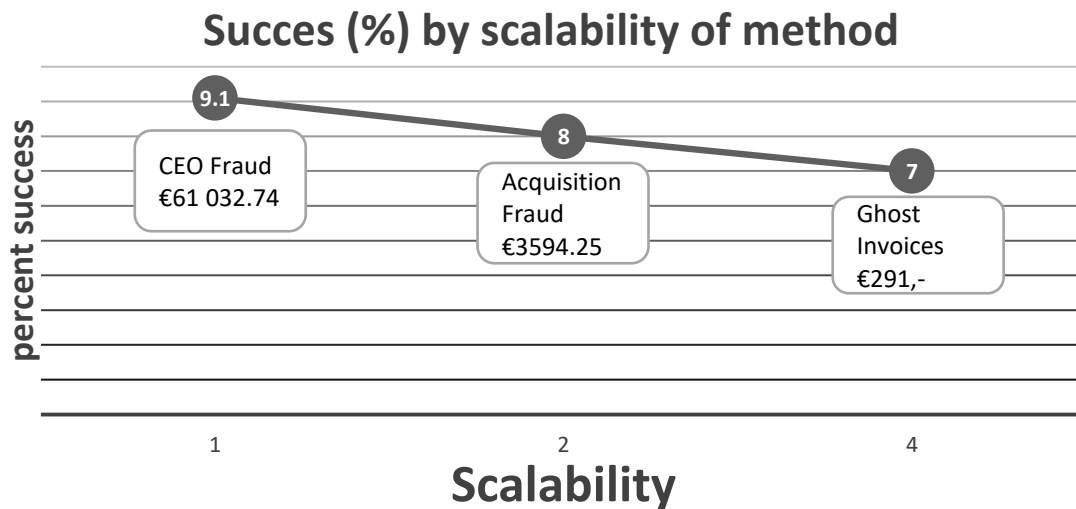 Succes (%) by scalability of method
percent success
9.1
CEO Fraud
€61 032.74
8
Acquisition
Fraud
€3594.25
7
Ghost
Invoices
€291,-
1
2
4
Scalability